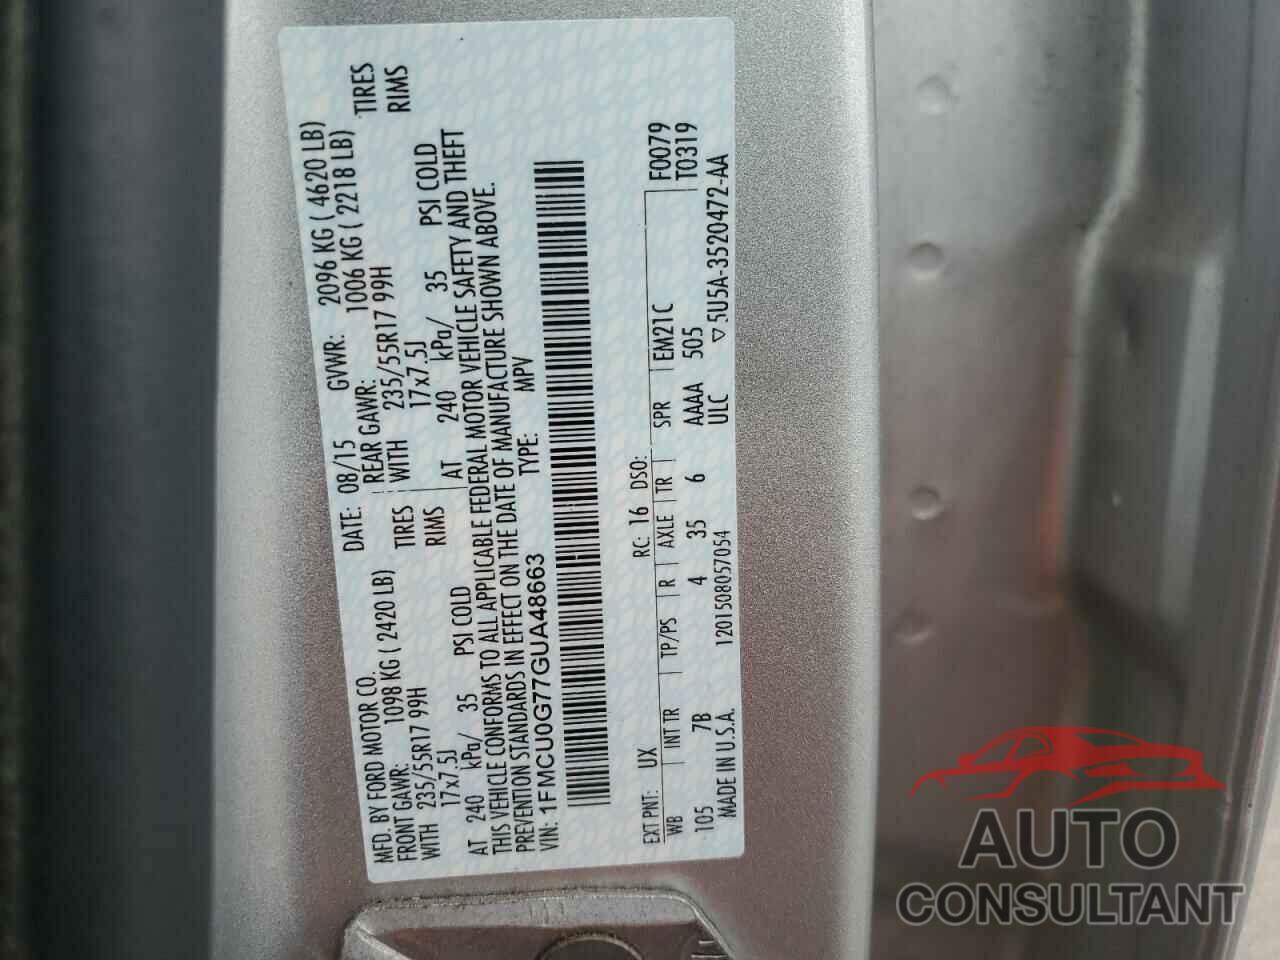 MFD. BY FORD MOTOR CO.
DATE: 08/15 GVWR: 2096 KG ( 4620 LB)
FRONT GAWR: 1098 KG ( 2420 LB) REAR GAWR: 1006 KG ( 2218 LB)
WITH 235/55R17 99H TIRES WITH 235/55R17 99H TIRES
17x7.5J RIMS 17x7.5J RIMS
AT 240 kPa/ 35 PSI COLD AT 240 kPa/ 35 PSI COLD
THIS VEHICLE CONFORMS TO ALL APPLICABLE FEDERAL MOTOR VEHICLE SAFETY AND THEFT
PREVENTION STANDARDS IN EFFECT ON THE DATE OF MANUFACTURE SHOWN ABOVE.
VIN: 1FMCU0G77GUA48663 TYPE: MPV
EXT PNT: UX RC: 16 DSO: F0079
WB INT TR TP/PS R AXLE TR SPR EM21C T0319
105 7B 4 35 6 AAAA 505
MADE IN U.S.A. 1201508057054 ULC ▽5U5A-3520472-AA
AUTO
CONSULTANT